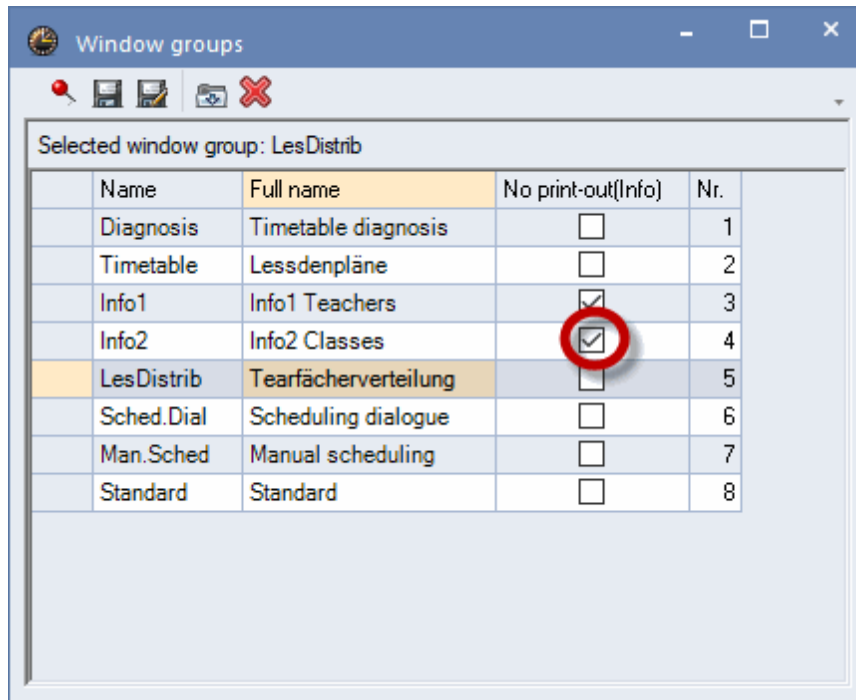 Window groups
Selected window group: LesDistrib
Name Full name No print-out(Info) Nr.
Diagnosis Timetable diagnosis 1
Timetable Lessdenpläne 2
Info1 Info1 Teachers 3
Info2 Info2 Classes 4
LesDistrib Tearfächerverteilung 5
Sched.Dial Scheduling dialogue 6
Man.Sched Manual scheduling 7
Standard Standard 8